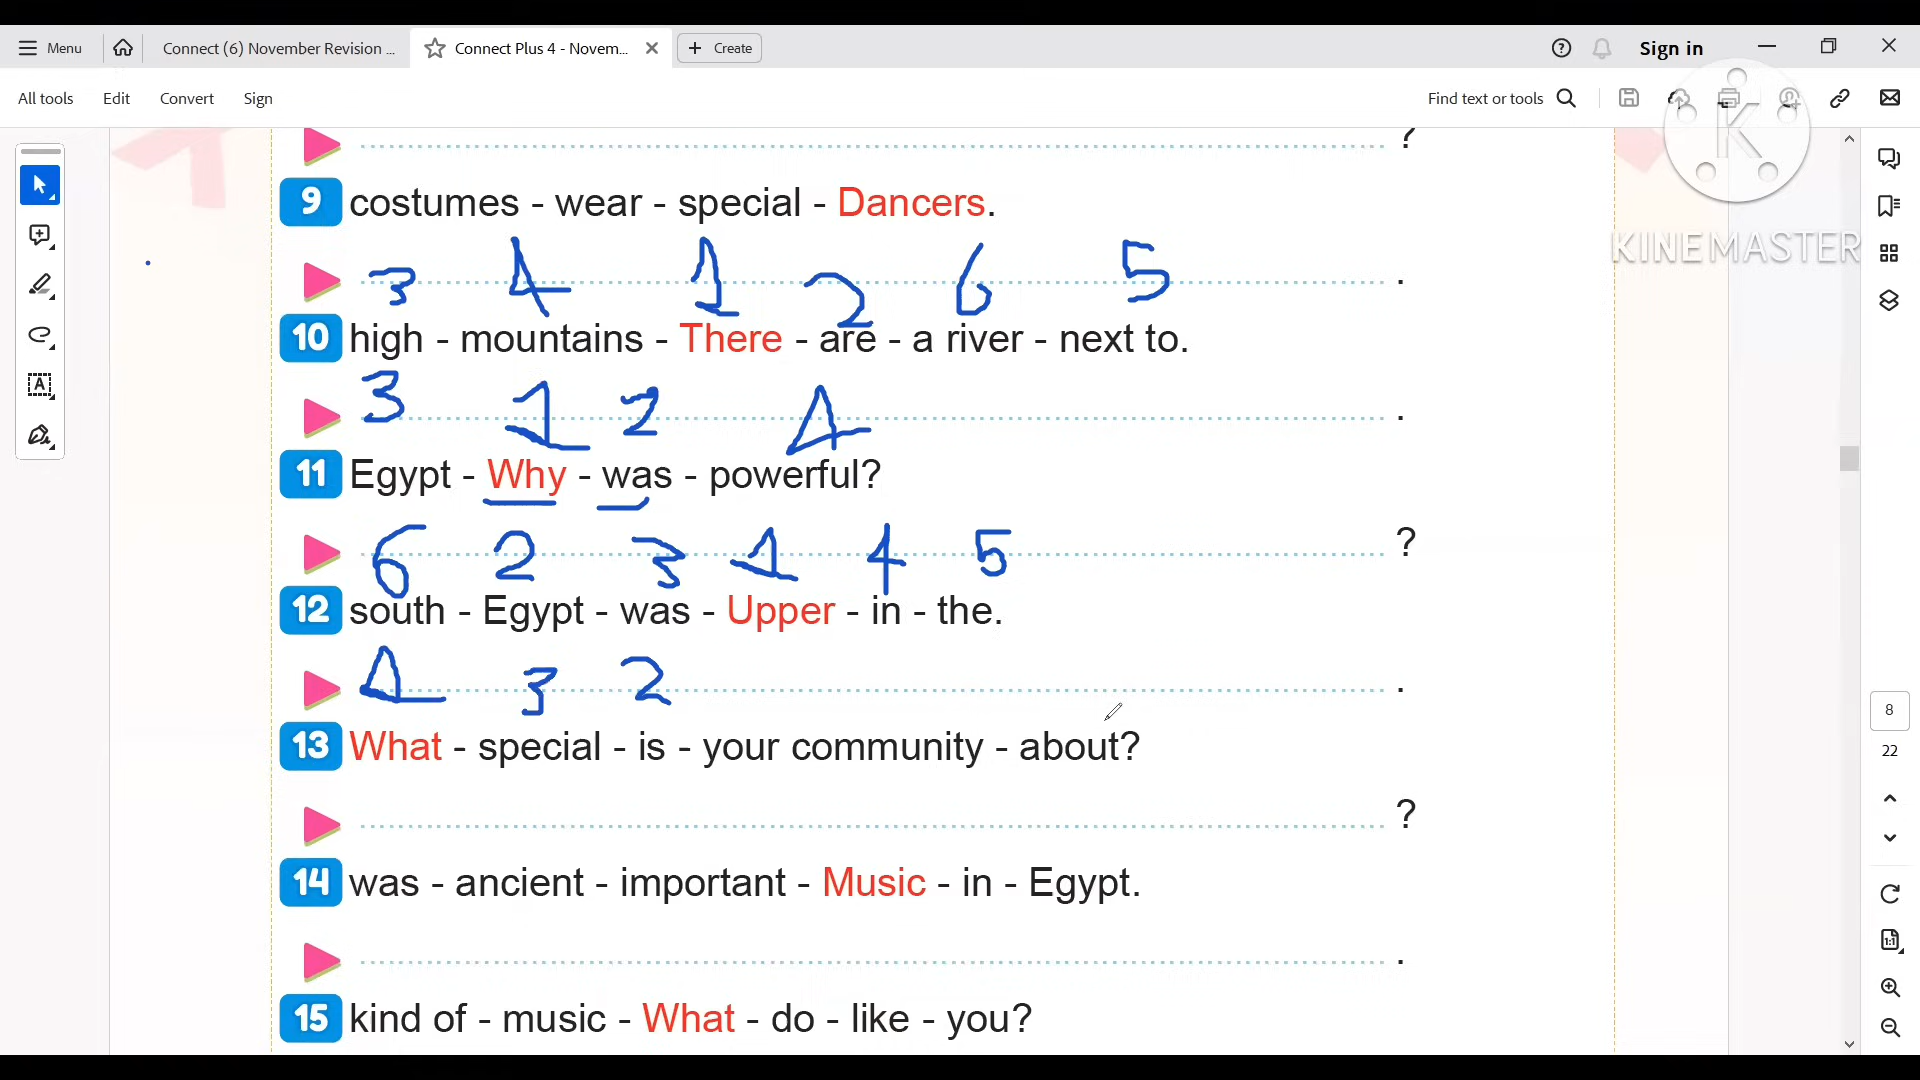 Menu Connect (6) November Revision ... Connect Plus 4 - Novem... Create Sign in
All tools Edit Convert Sign Find text or tools
?
9 costumes - wear - special - Dancers.
3 4 1 2 6 5 .
10 high - mountains - There - are - a river - next to.
3 1 2 4 .
11 Egypt - Why - was - powerful?
6 2 3 1 4 5 ?
12 south - Egypt - was - Upper - in - the.
1 3 2 .
13 What - special - is - your community - about?
?
14 was - ancient - important - Music - in - Egypt.
.
15 kind of - music - What - do - like - you?
K
KINEMASTER
8
22